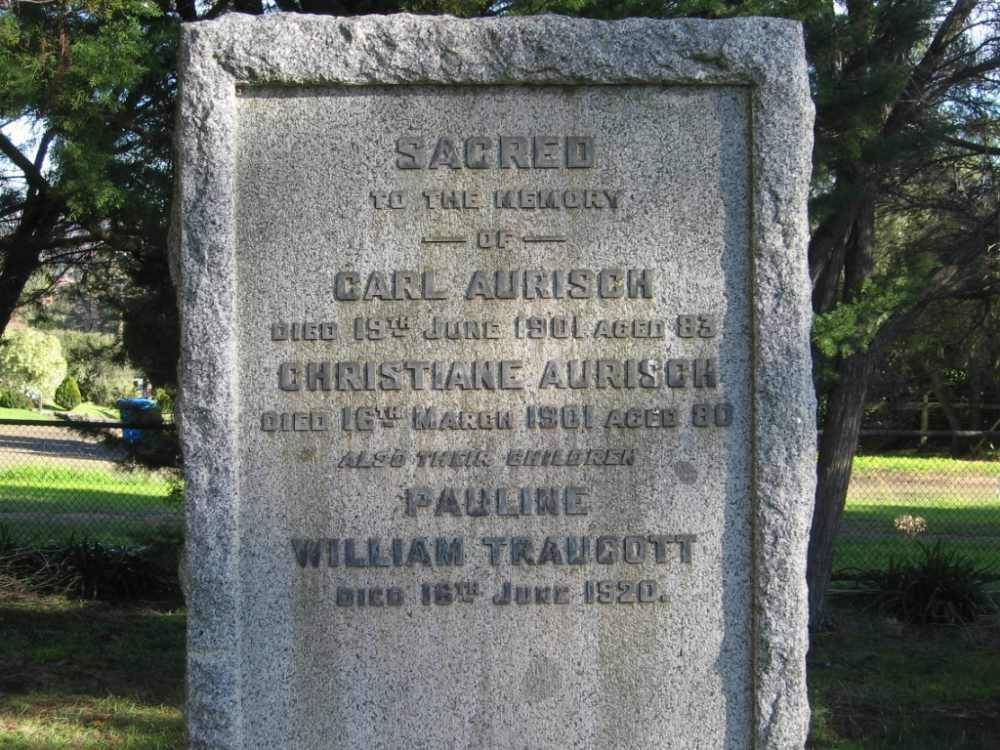 SACRED
TO THE MEMORY
— OF —
CARL AURISCH
DIED 19TH JUNE 1901 AGED 83
CHRISTIANE AURISCH
DIED 16TH MARCH 1901 AGED 80
ALSO THEIR CHILDREN
PAULINE
WILLIAM TRAUGOTT
DIED 16TH JUNE 1920.